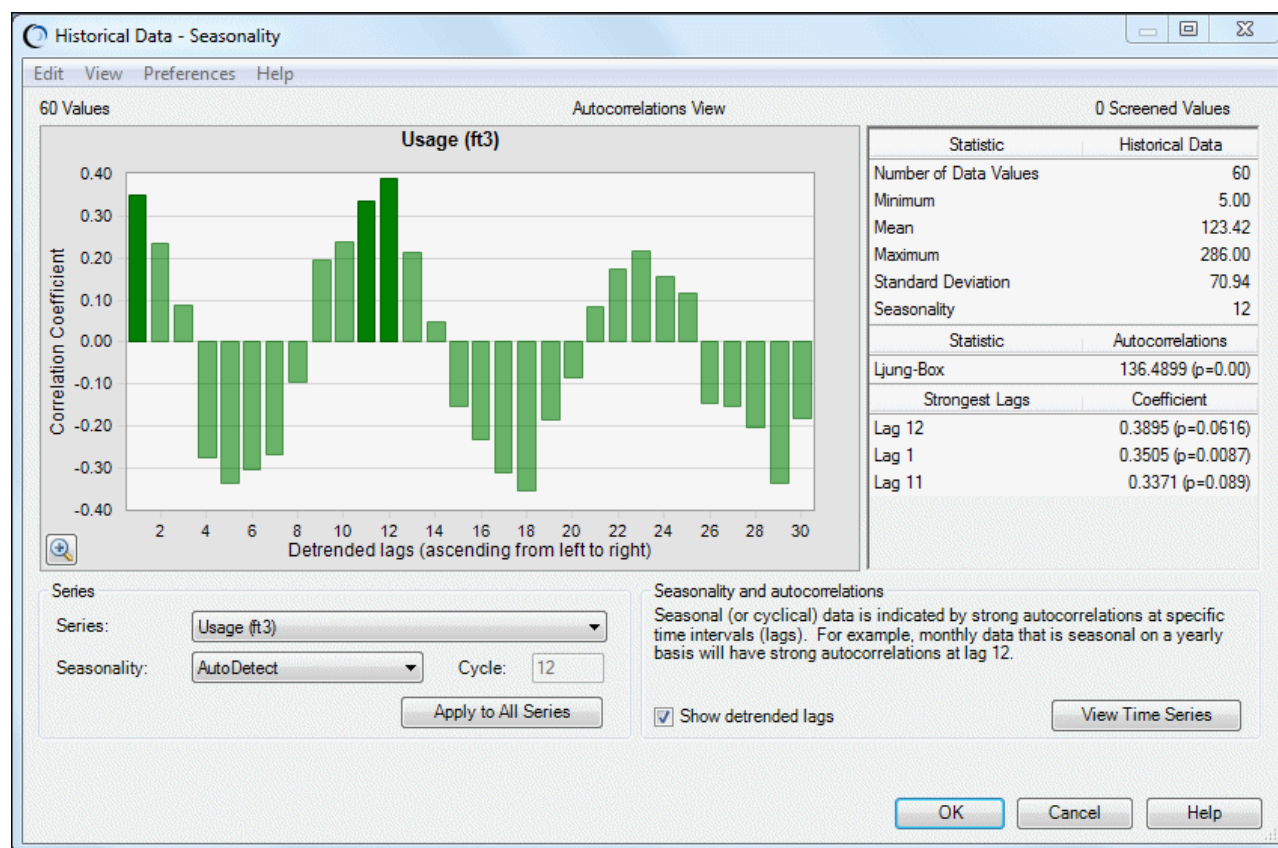 Historical Data - Seasonality
Edit View Preferences Help
60 Values Autocorrelations View 0 Screened Values
Usage (ft3)
Correlation Coefficient
0.40
0.30
0.20
0.10
0.00
-0.10
-0.20
-0.30
-0.40
2 4 6 8 10 12 14 16 18 20 22 24 26 28 30
Detrended lags (ascending from left to right)
Statistic Historical Data
Number of Data Values 60
Minimum 5.00
Mean 123.42
Maximum 286.00
Standard Deviation 70.94
Seasonality 12
Statistic Autocorrelations
Ljung-Box 136.4899 (p=0.00)
Strongest Lags Coefficient
Lag 12 0.3895 (p=0.0616)
Lag 1 0.3505 (p=0.0087)
Lag 11 0.3371 (p=0.089)
Series
Series: Usage (ft3)
Seasonality: AutoDetect Cycle: 12
Apply to All Series
Seasonality and autocorrelations
Seasonal (or cyclical) data is indicated by strong autocorrelations at specific
time intervals (lags). For example, monthly data that is seasonal on a yearly
basis will have strong autocorrelations at lag 12.
Show detrended lags View Time Series
OK Cancel Help